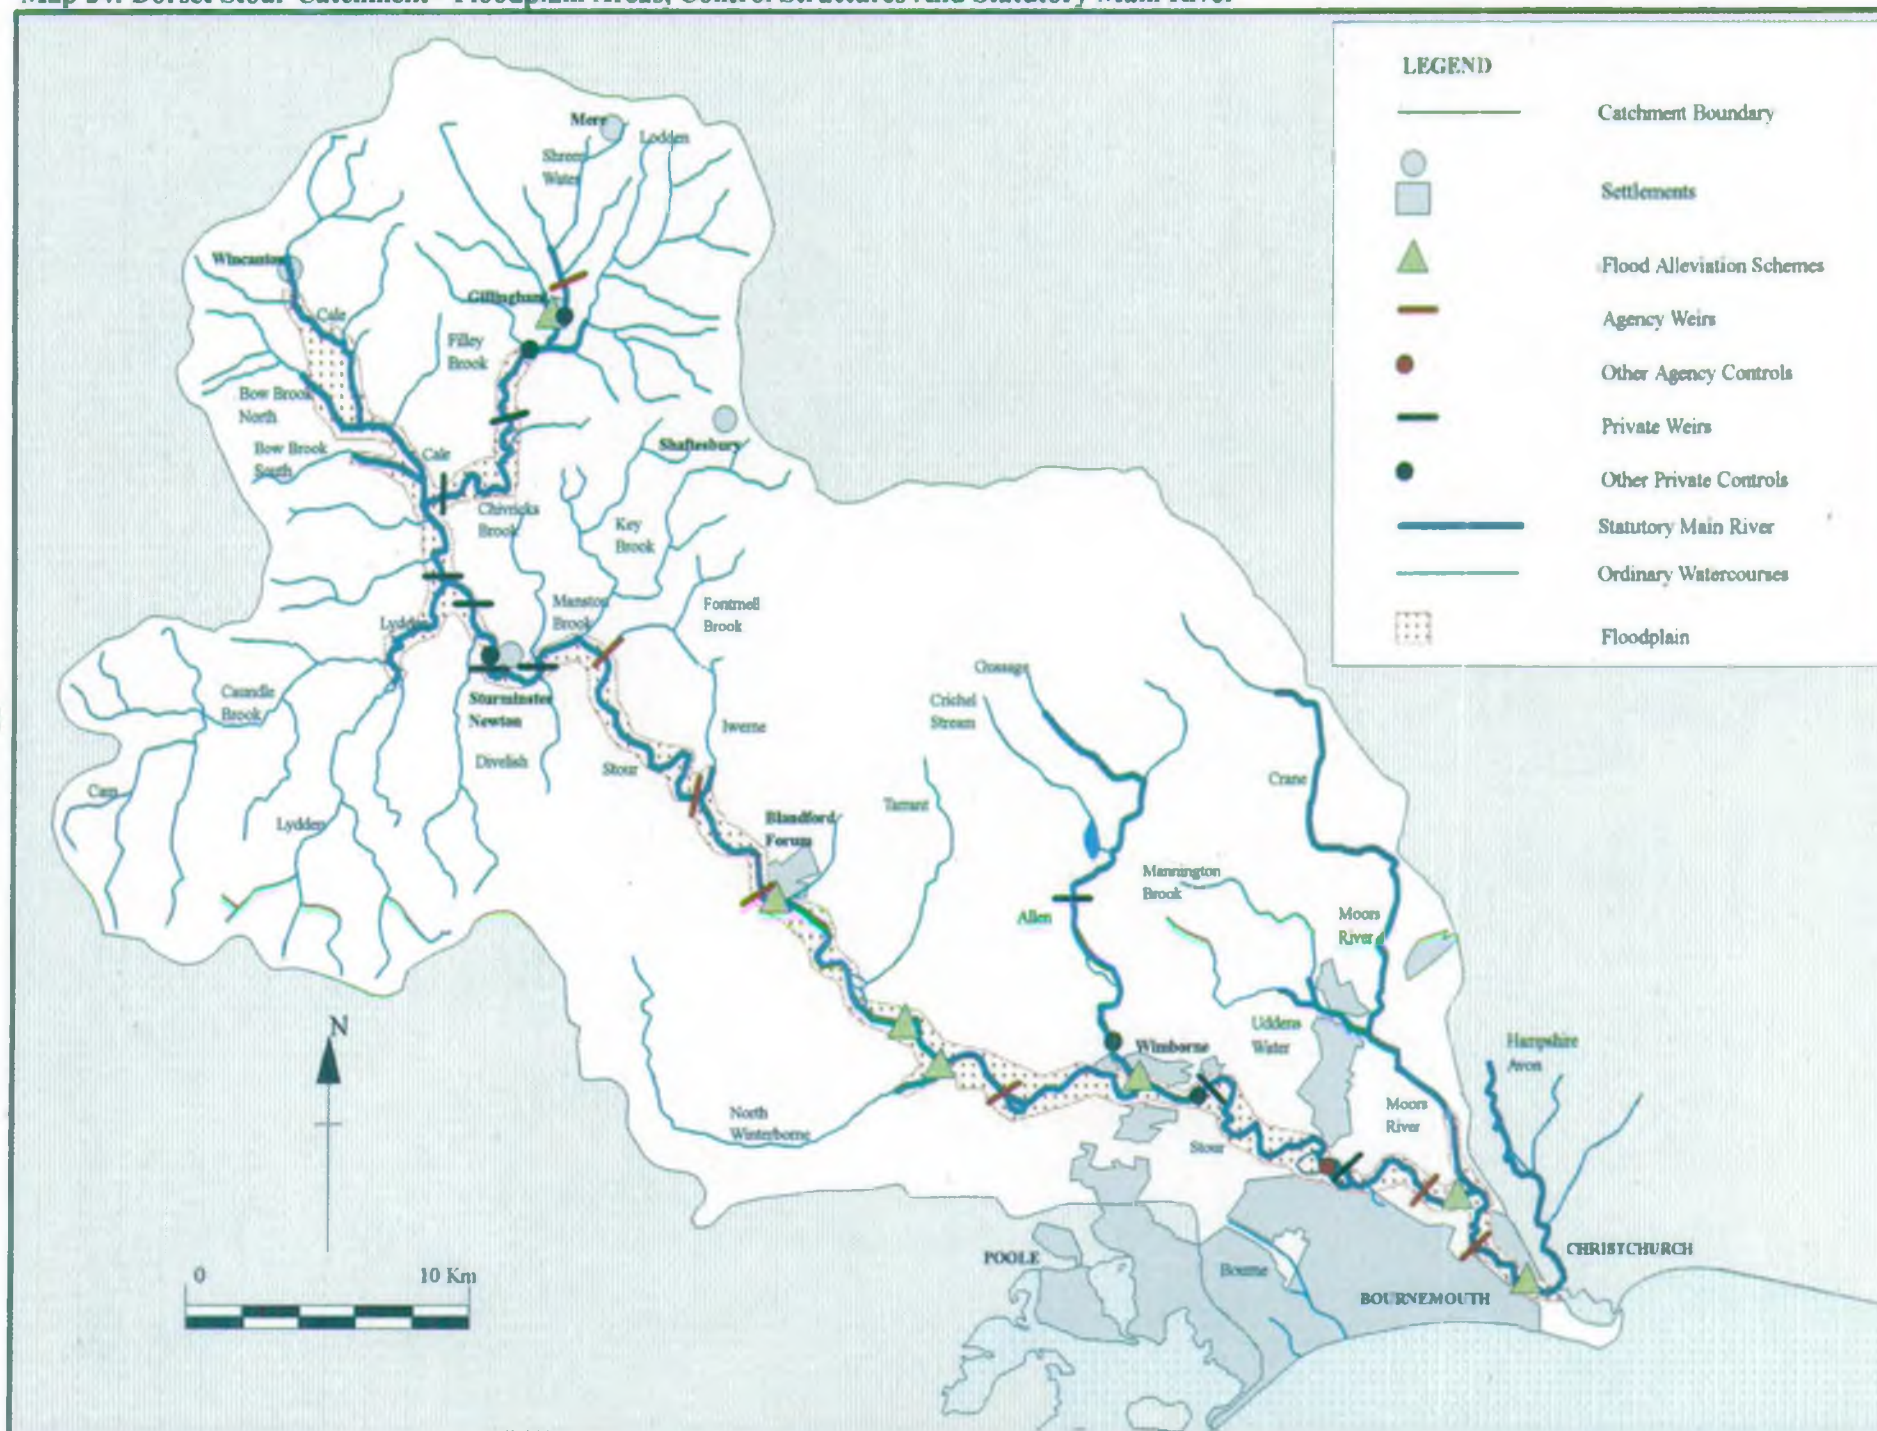 LEGEND
Catchment Boundary
Settlements
Flood Alleviation Schemes
Agency Weirs
Other Agency Controls
Private Weirs
Other Private Controls
Statutory Main River
Ordinary Watercourses
Floodplain
Mere
Lodden
Shreen
Water
Wincanton
Gillingham
Cale
Filley
Brook
Bow Brook
North
Shaftesbury
Bow Brook
South
Cale
Chivricks
Brook
Key
Brook
Manston
Brook
Fontmell
Brook
Lydden
Caundle
Brook
Sturminster
Newton
Divelish
Iwerne
Stour
Cam
Lydden
Blandford
Forum
Tarrant
Gussage
Crichel
Stream
Crane
Mannington
Brook
Allen
Moors
River
Uddens
Water
Wimborne
Hampshire
Avon
North
Winterborne
Moors
River
Stour
N
0 10 Km
POOLE
Bourne
BOURNEMOUTH
CHRISTCHURCH